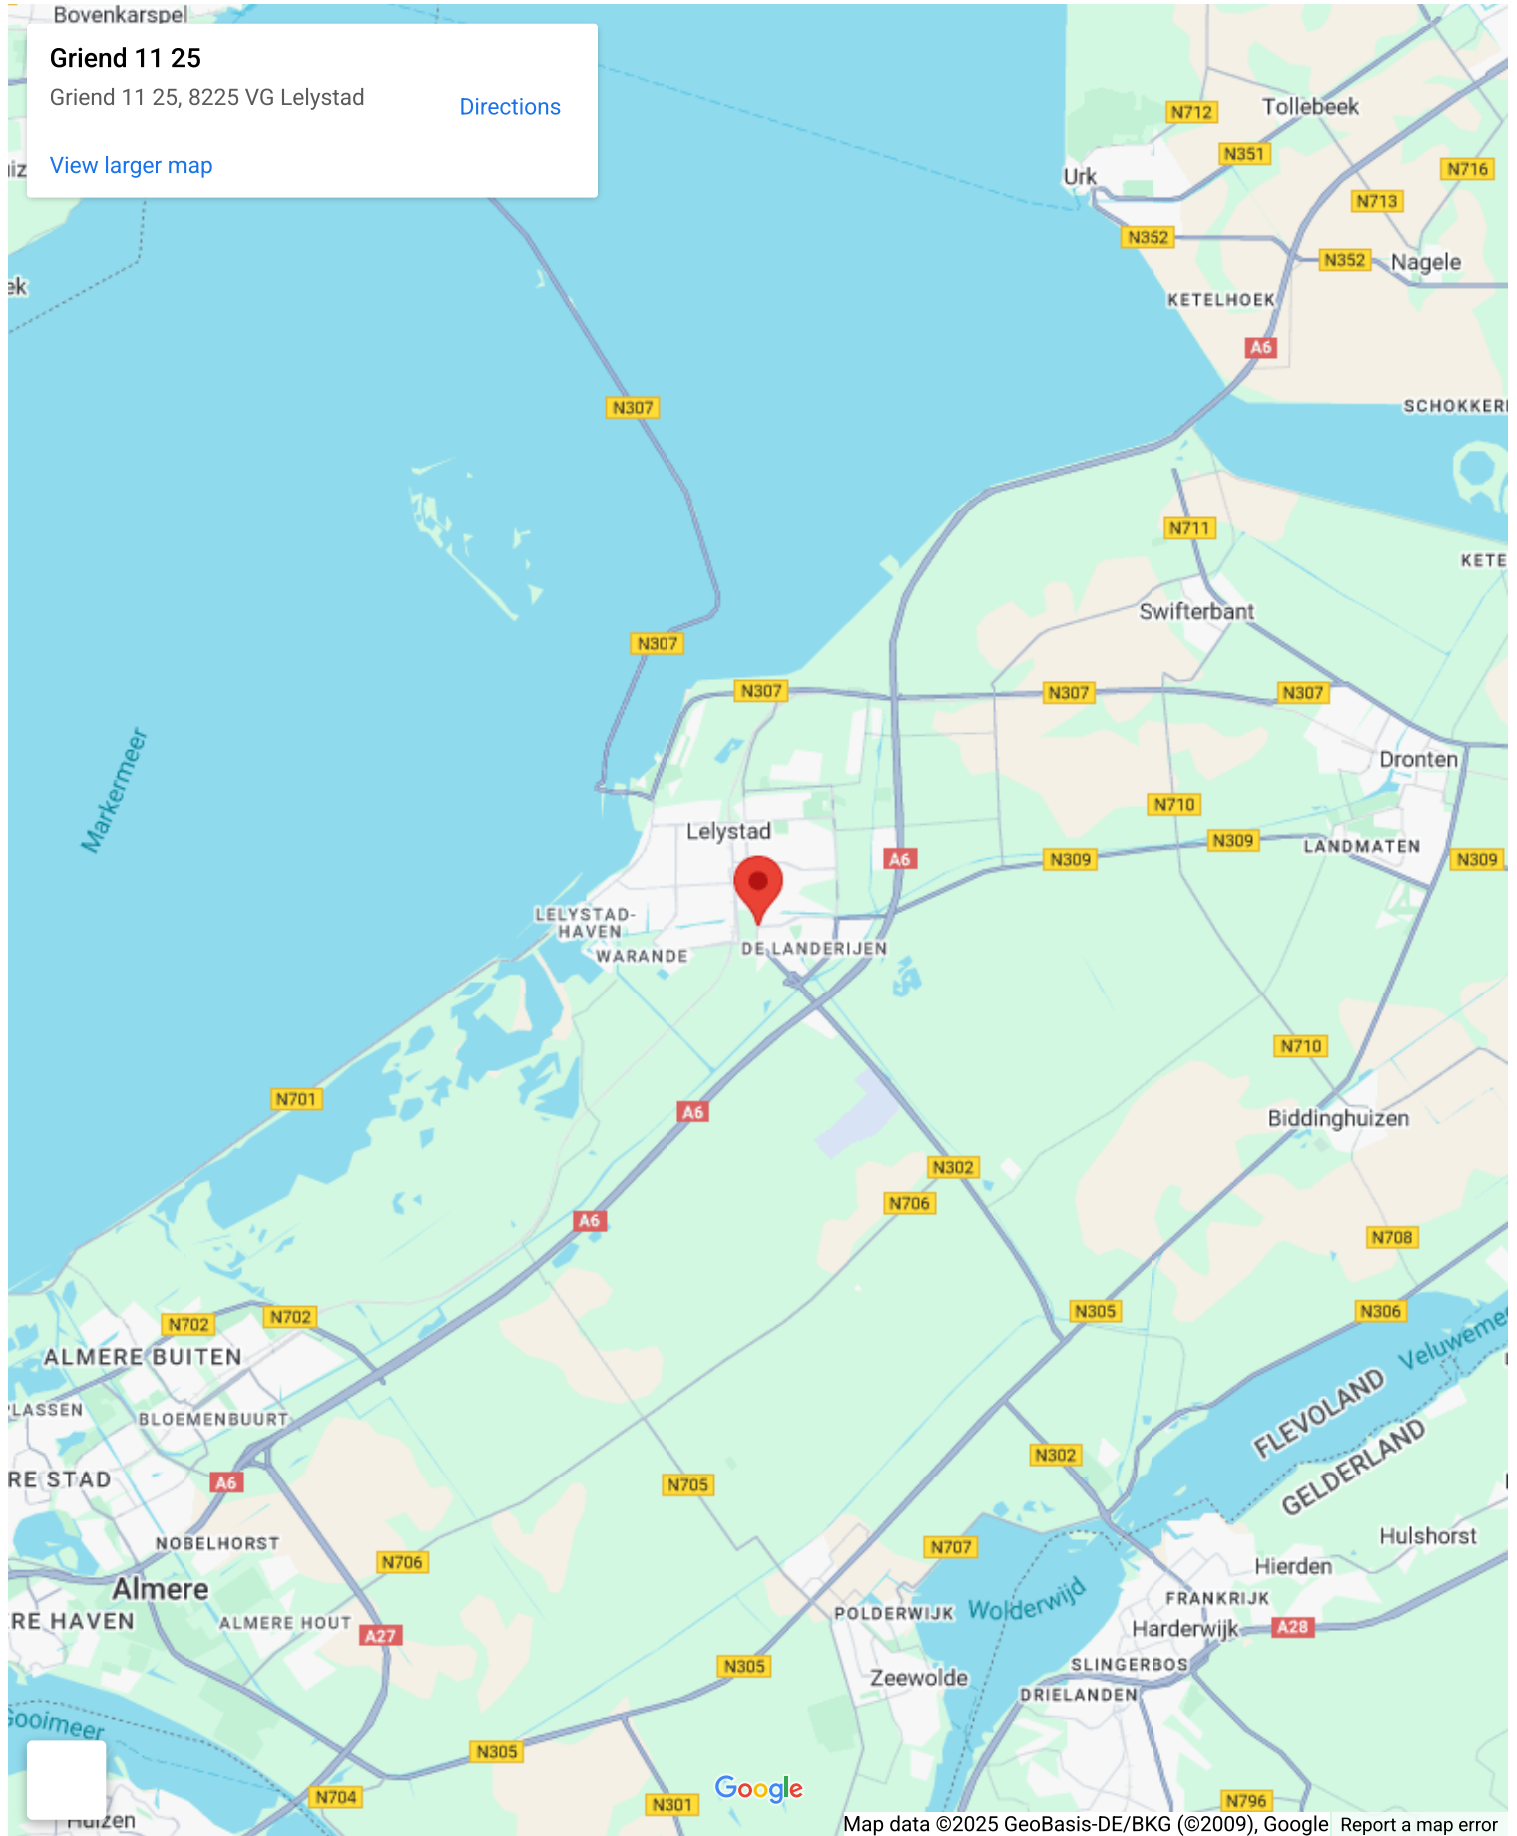 Bovenkarspel
Griend 11 25
Griend 11 25, 8225 VG Lelystad
Directions
View larger map
N712
Tollebeek
N351
N716
Urk
N713
N352
N352
Nagele
KETELHOEK
A6
N307
SCHOKKER
N711
KETE
Swifterbant
N307
N307
N307
N307
Markermeer
Dronten
N710
Lelystad
N309
LANDMATEN
A6
N309
N309
LELYSTAD-
HAVEN
WARANDE
DE LANDERIJEN
N710
N701
A6
Biddinghuizen
N302
N706
A6
N708
N702
N702
N305
N306
Veluweme
ALMERE BUITEN
FLEVOLAND
LASSEN
BLOEMENBUURT
GELDERLAND
N302
RE STAD
A6
N705
NOBELHORST
N707
Hulshorst
N706
Hierden
Almere
Wolderwijd
FRANKRIJK
RE HAVEN
ALMERE HOUT
POLDERWIJK
Harderwijk
A28
A27
N305
SLINGERBOS
Zeewolde
DRIELANDEN
Gooimeer
N305
Google
N704
N301
N796
Huizen
Map data ©2025 GeoBasis-DE/BKG (©2009), Google
Report a map error